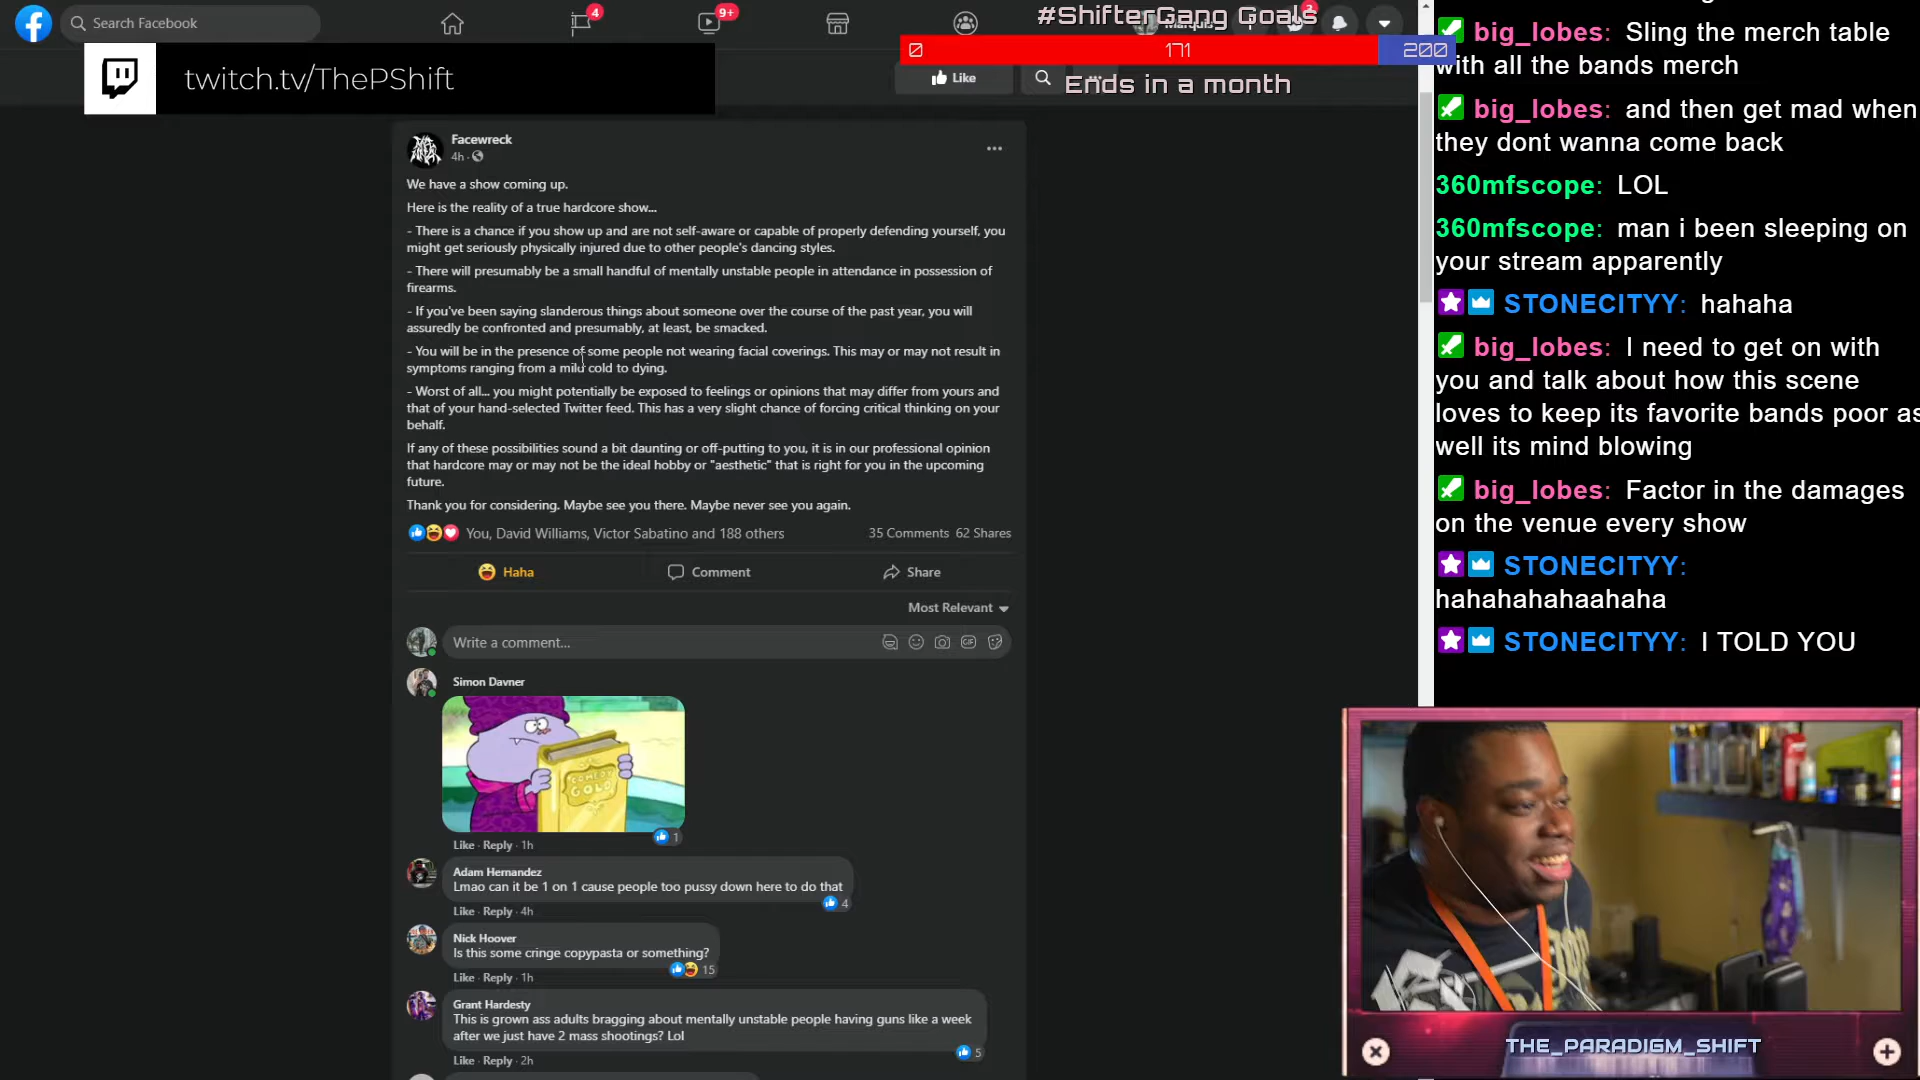 Search Facebook
4
9+
#ShifterGang Goals
0 171 200
Ends in a month
twitch.tv/ThePShift
Like
Facewreck
4h
We have a show coming up.
Here is the reality of a true hardcore show...
- There is a chance if you show up and are not self-aware or capable of properly defending yourself, you
might get seriously physically injured due to other people's dancing styles.
- There will presumably be a small handful of mentally unstable people in attendance in possession of
firearms.
- If you've been saying slanderous things about someone over the course of the past year, you will
assuredly be confronted and presumably, at least, be smacked.
- You will be in the presence of some people not wearing facial coverings. This may or may not result in
symptoms ranging from a mild cold to dying.
- Worst of all... you might potentially be exposed to feelings or opinions that may differ from yours and
that of your hand-selected Twitter feed. This has a very slight chance of forcing critical thinking on your
behalf.
If any of these possibilities sound a bit daunting or off-putting to you, it is in our professional opinion
that hardcore may or may not be the ideal hobby or "aesthetic" that is right for you in the upcoming
future.
Thank you for considering. Maybe see you there. Maybe never see you again.
You, David Williams, Victor Sabatino and 188 others
35 Comments 62 Shares
Haha
Comment
Share
Most Relevant
Write a comment...
GIF
Simon Davner
COMEDY
GOLD
1
Like · Reply · 1h
Adam Hernandez
Lmao can it be 1 on 1 cause people too pussy down here to do that
4
Like · Reply · 4h
Nick Hoover
Is this some cringe copypasta or something?
15
Like · Reply · 1h
Grant Hardesty
This is grown ass adults bragging about mentally unstable people having guns like a week
after we just have 2 mass shootings? Lol
5
Like · Reply · 2h
big_lobes: Sling the merch table
with all the bands merch
big_lobes: and then get mad when
they dont wanna come back
360mfscope: LOL
360mfscope: man i been sleeping on
your stream apparently
STONECITYY: hahaha
big_lobes: I need to get on with
you and talk about how this scene
loves to keep its favorite bands poor as
well its mind blowing
big_lobes: Factor in the damages
on the venue every show
STONECITYY:
hahahahahaahaha
STONECITYY: I TOLD YOU
THE_PARADIGM_SHIFT